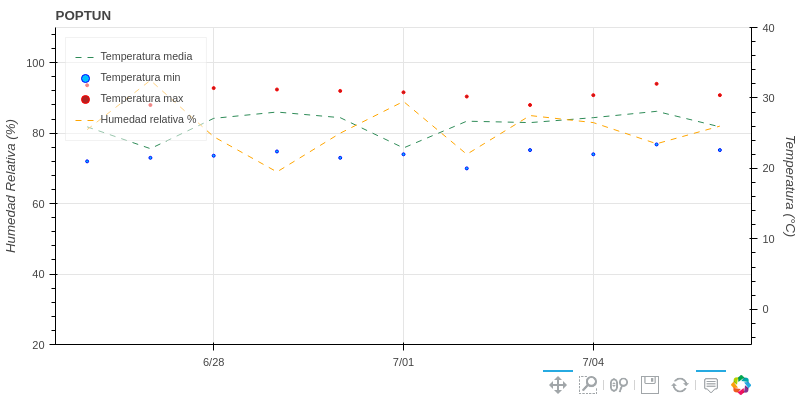 POPTUN
Temperatura media
Temperatura min
Temperatura max
Humedad relativa %
Humedad Relativa (%)
100
80
60
40
20
Temperatura (°C)
40
30
20
10
0
6/28
7/01
7/04